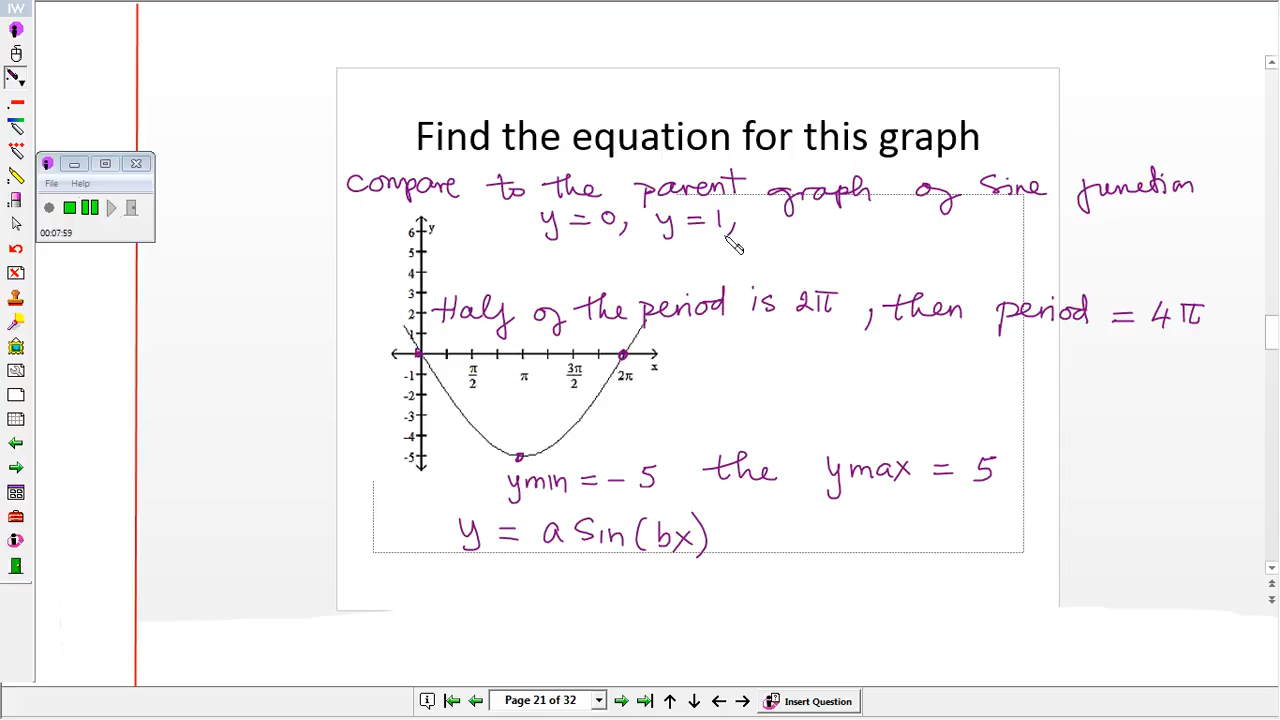 IW
File Help
00:07:59
Find the equation for this graph
Compare to the parent graph of Sine function
y = 0, y = 1,
y
6
5
4
3
2
1
Half of the period is 2π, then period = 4π
x
π/2 π 3π/2 2π
-1
-2
-3
-4
-5
ymin = -5 the ymax = 5
y = a Sin(bx)
Page 21 of 32
Insert Question